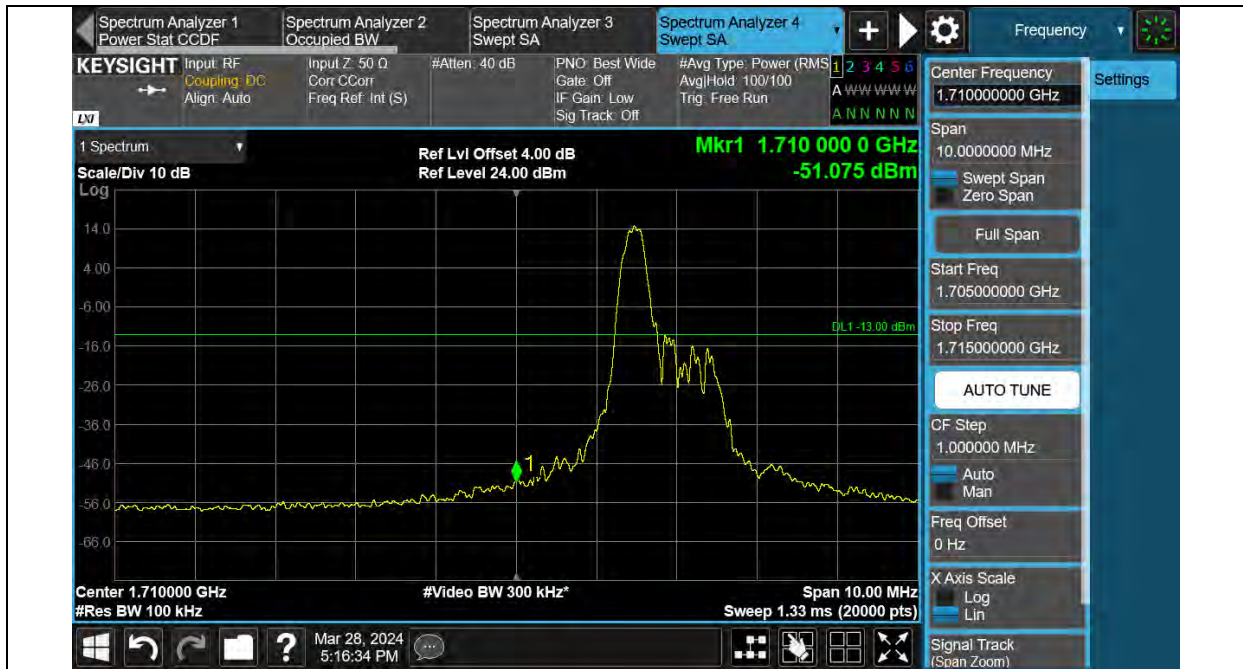 Spectrum Analyzer 1
Power Stat CCDF
Spectrum Analyzer 2
Occupied BW
Spectrum Analyzer 3
Swept SA
Spectrum Analyzer 4
Swept SA
+
Frequency
KEYSIGHT
LXI
Input: RF
Coupling: DC
Align: Auto
Input Z: 50 Ω
Corr CCorr
Freq Ref: Int (S)
#Atten: 40 dB
PNO: Best Wide
Gate: Off
IF Gain: Low
Sig Track: Off
#Avg Type: Power (RMS
Avg|Hold: 100/100
Trig: Free Run
1 2 3 4 5 6
A W W W W W
A N N N N N
1 Spectrum
Scale/Div 10 dB
Ref Lvl Offset 4.00 dB
Ref Level 24.00 dBm
Mkr1 1.710 000 0 GHz
-51.075 dBm
Log
14.0
4.00
-6.00
-16.0
-26.0
-36.0
-46.0
-56.0
-66.0
DL1 -13.00 dBm
1
Center 1.710000 GHz
#Res BW 100 kHz
#Video BW 300 kHz*
Span 10.00 MHz
Sweep 1.33 ms (20000 pts)
?
Mar 28, 2024
5:16:34 PM
Center Frequency
1.710000000 GHz
Span
10.0000000 MHz
Swept Span
Zero Span
Full Span
Start Freq
1.705000000 GHz
Stop Freq
1.715000000 GHz
AUTO TUNE
CF Step
1.000000 MHz
Auto
Man
Freq Offset
0 Hz
X Axis Scale
Log
Lin
Signal Track
(Span Zoom)
Settings